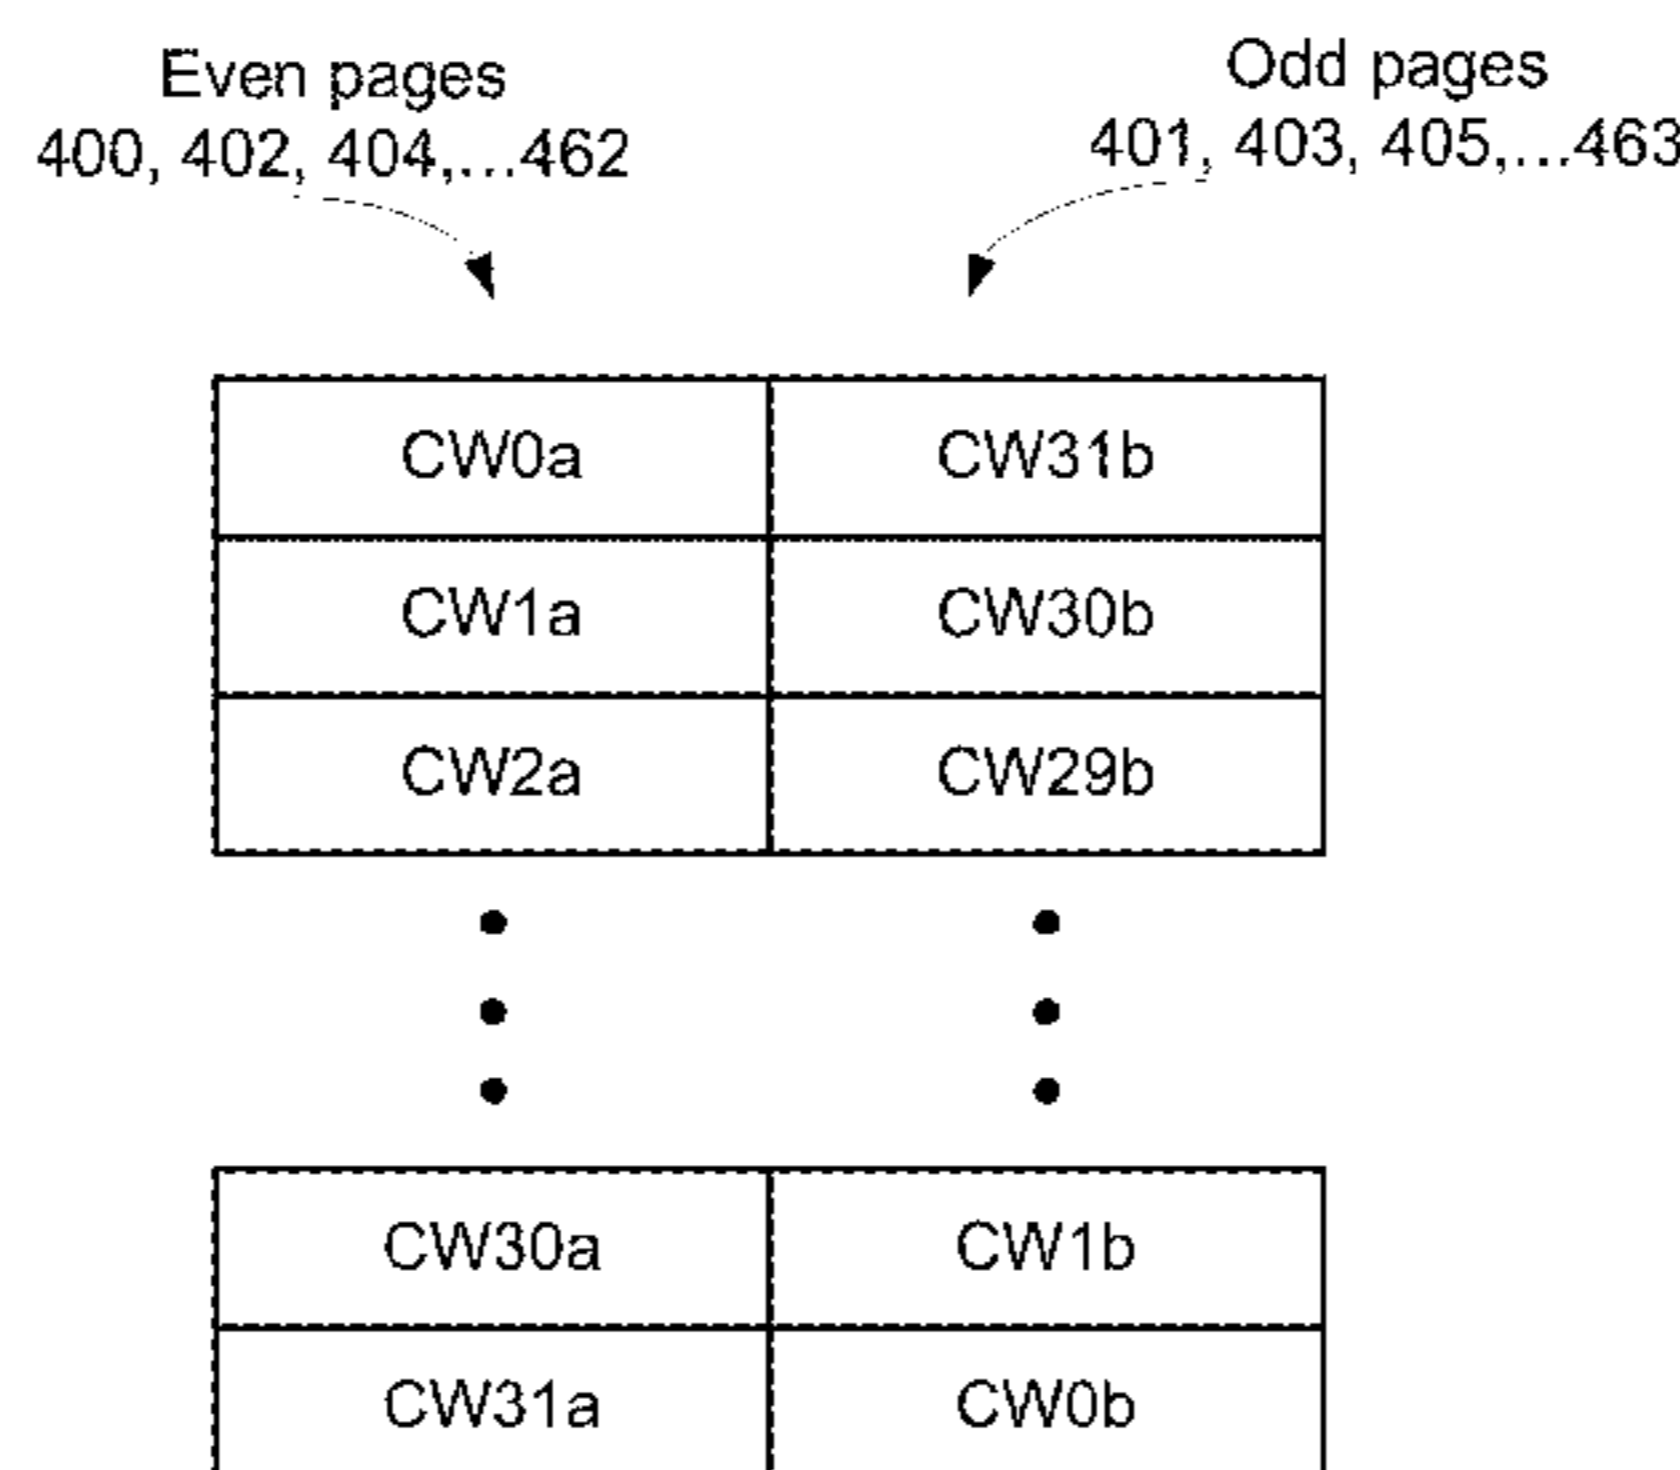 Even pages
400, 402, 404,...462
Odd pages
401, 403, 405,...463
CW0a CW31b
CW1a CW30b
CW2a CW29b
CW30a CW1b
CW31a CW0b